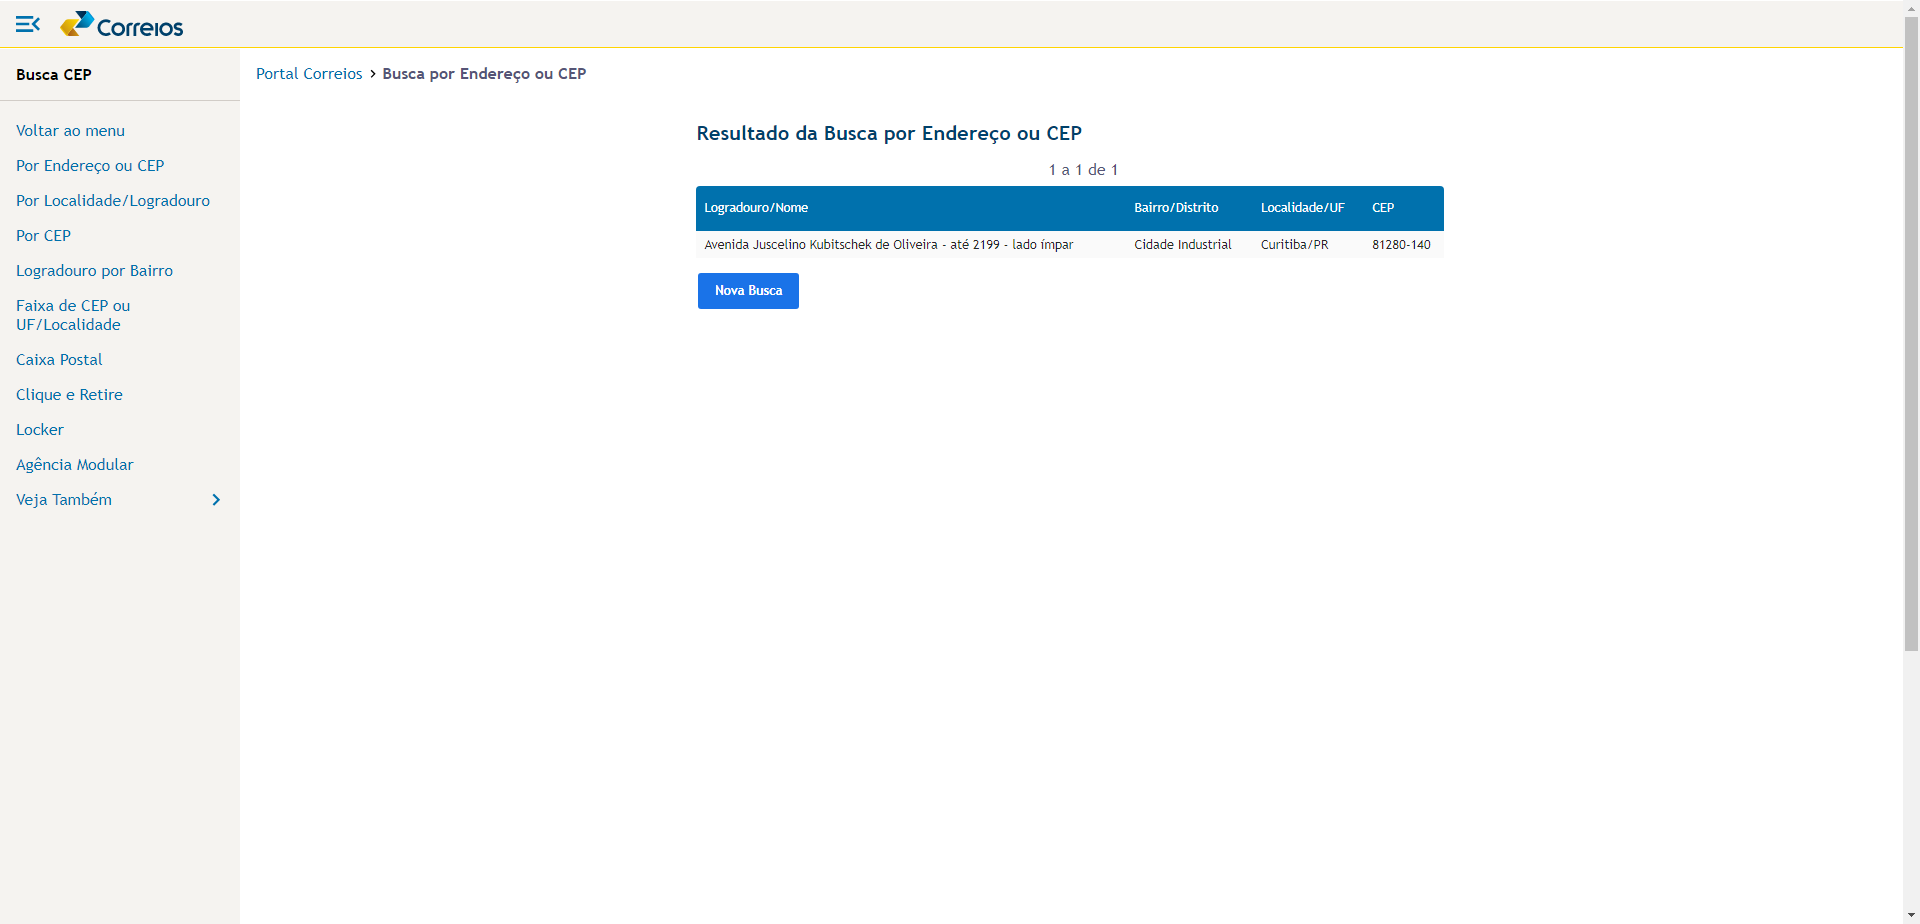 Correios
Busca CEP
Voltar ao menu
Por Endereço ou CEP
Por Localidade/Logradouro
Por CEP
Logradouro por Bairro
Faixa de CEP ou
UF/Localidade
Caixa Postal
Clique e Retire
Locker
Agência Modular
Veja Também
Portal Correios > Busca por Endereço ou CEP
Resultado da Busca por Endereço ou CEP
1 a 1 de 1
Logradouro/Nome Bairro/Distrito Localidade/UF CEP
Avenida Juscelino Kubitschek de Oliveira - até 2199 - lado ímpar Cidade Industrial Curitiba/PR 81280-140
Nova Busca